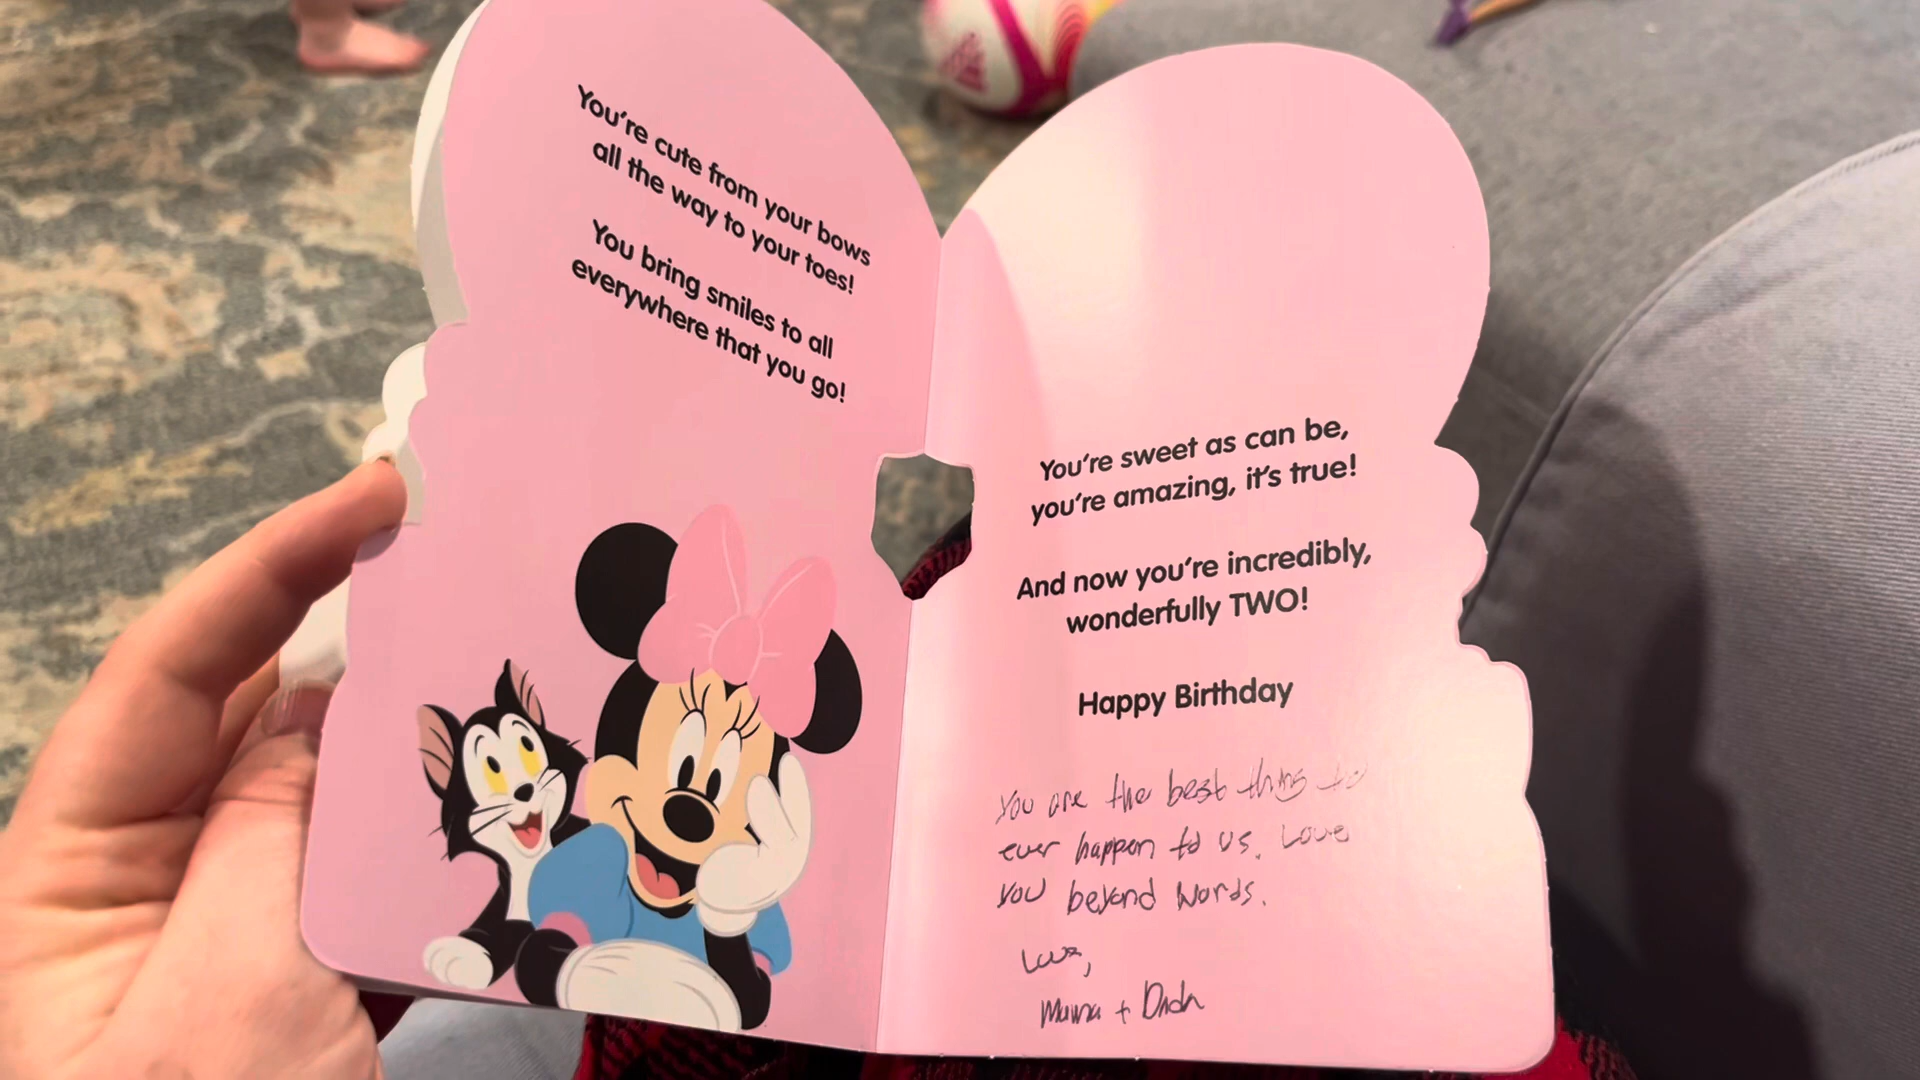 You're cute from your bows
all the way to your toes!
You bring smiles to all
everywhere that you go!
You're sweet as can be,
you're amazing, it's true!
And now you're incredibly,
wonderfully TWO!
Happy Birthday
You are the best thing to
ever happen to us. Love
you beyond words.
Love,
Mama + Dada